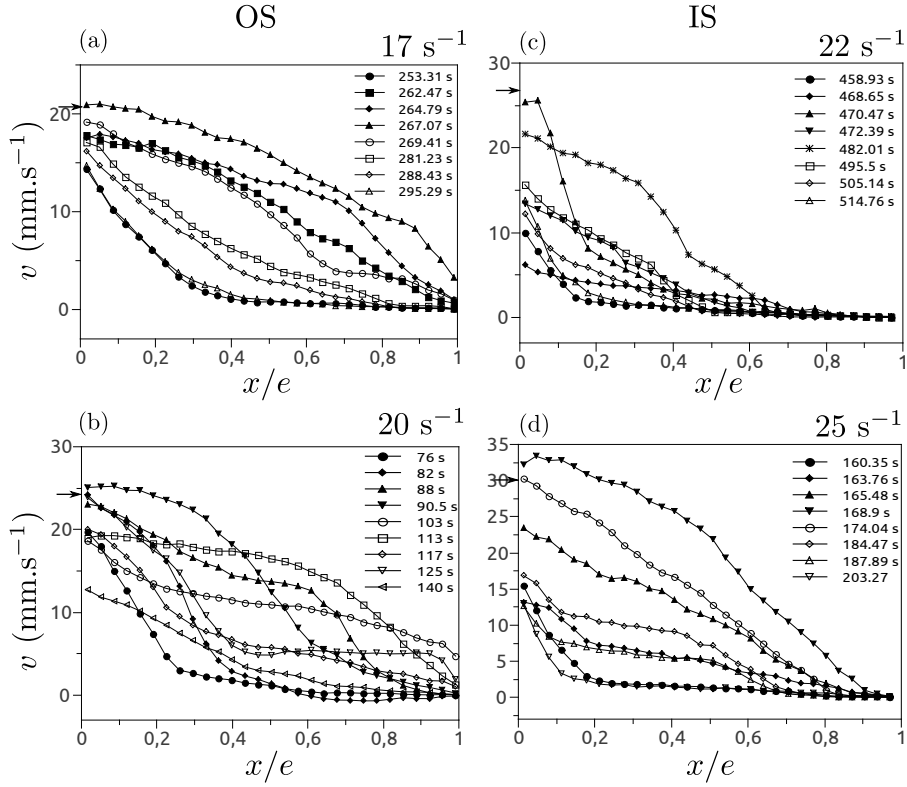 OS
IS
(a)
17 s⁻¹
(c)
22 s⁻¹
v (mm.s⁻¹)
20
10
0
253.31 s
262.47 s
264.79 s
267.07 s
269.41 s
281.23 s
288.43 s
295.29 s
0
0,2
0,4
0,6
0,8
1
x/e
30
20
10
0
458.93 s
468.65 s
470.47 s
472.39 s
482.01 s
495.5 s
505.14 s
514.76 s
0
0,2
0,4
0,6
0,8
1
x/e
(b)
20 s⁻¹
(d)
25 s⁻¹
v (mm.s⁻¹)
30
20
10
0
76 s
82 s
88 s
90.5 s
103 s
113 s
117 s
125 s
140 s
0
0,2
0,4
0,6
0,8
1
x/e
35
30
25
20
15
10
5
0
160.35 s
163.76 s
165.48 s
168.9 s
174.04 s
184.47 s
187.89 s
203.27
0
0,2
0,4
0,6
0,8
1
x/e